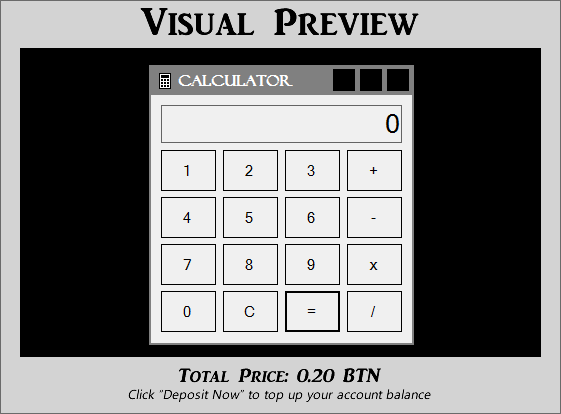 Visual Preview
Calculator
0
1 2 3 +
4 5 6 -
7 8 9 x
0 C = /
Total Price: 0.20 BTN
Click "Deposit Now" to top up your account balance